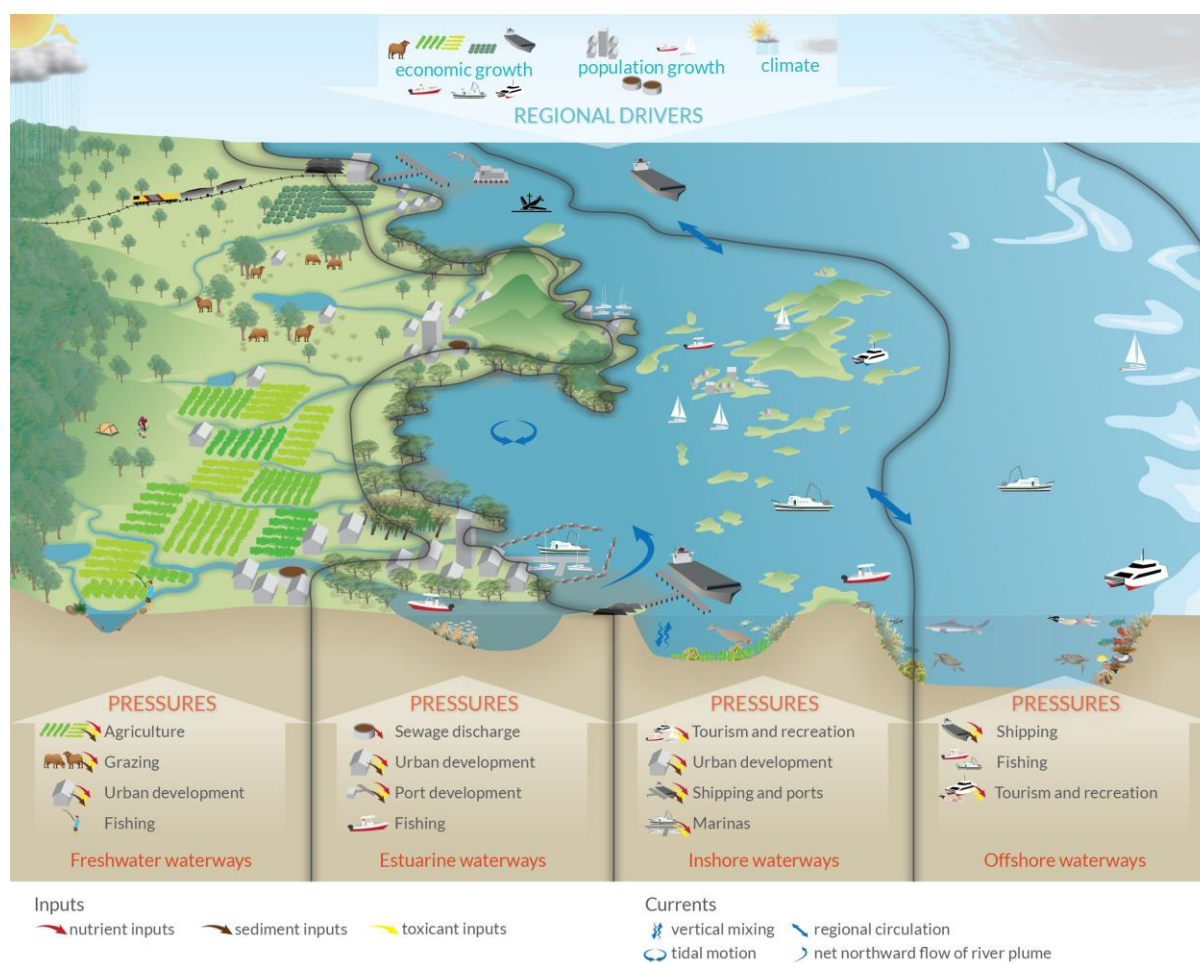 economic growth
population growth
climate
REGIONAL DRIVERS
PRESSURES
Agriculture
Grazing
Urban development
Fishing
Freshwater waterways
PRESSURES
Sewage discharge
Urban development
Port development
Fishing
Estuarine waterways
PRESSURES
Tourism and recreation
Urban development
Shipping and ports
Marinas
Inshore waterways
PRESSURES
Shipping
Fishing
Tourism and recreation
Offshore waterways
Inputs
nutrient inputs
sediment inputs
toxicant inputs
Currents
vertical mixing
regional circulation
tidal motion
net northward flow of river plume